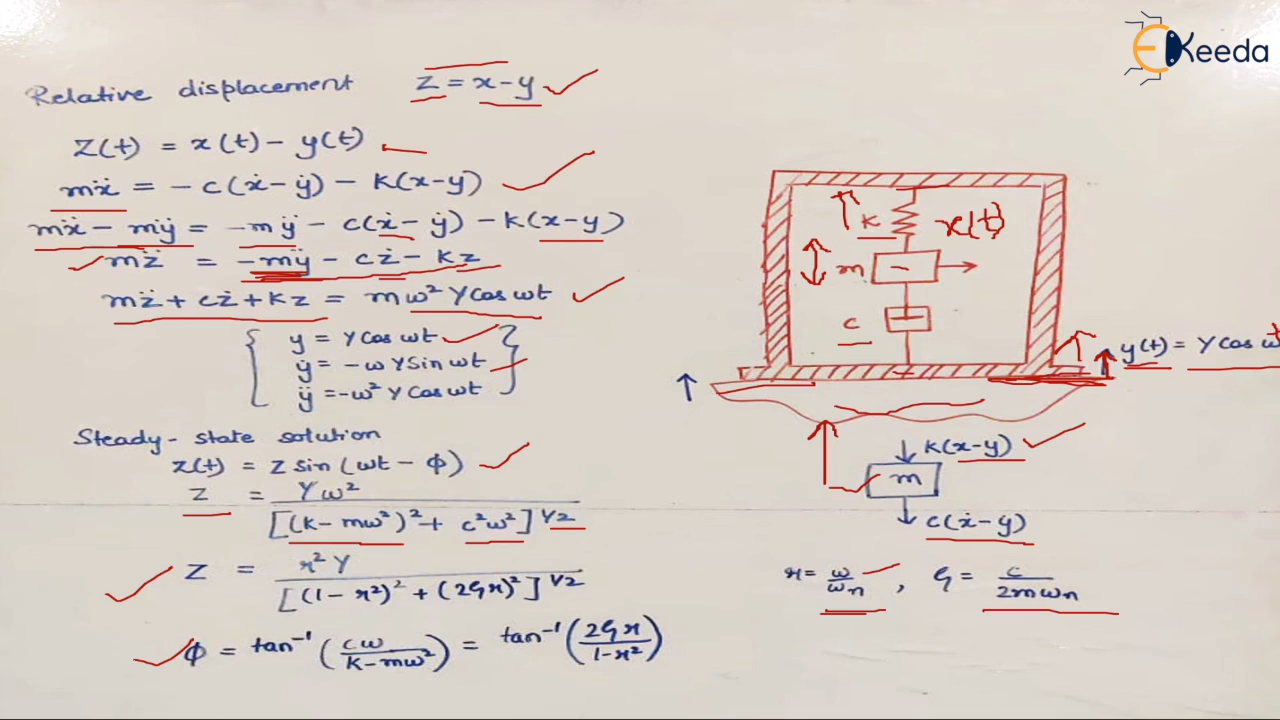 EKeeda
Relative displacement z = x-y
z(t) = x(t) - y(t)
mẍ = -c(ẋ-ẏ) - K(x-y)
mẍ - mÿ = -mÿ - c(ẋ-ẏ) - K(x-y)
mz̈ = -mÿ - cż - Kz
mz̈ + cż + Kz = mω² Y cos ωt
y = Y cos ωt
ẏ = -ω Y sin ωt
ÿ = -ω² Y cos ωt
Steady-state solution
z(t) = Z sin (ωt - φ)
Z = Yω² / [(K-mω²)² + c²ω²]^1/2
Z = r²Y / [(1-r²)² + (2ξr)²]^1/2
φ = tan⁻¹ (cω / K-mω²) = tan⁻¹ (2ξr / 1-r²)
K
x(t)
m
c
y(t) = Y cos ωt
K(x-y)
m
c(ẋ-ẏ)
r = ω/ωn , ξ = c / 2mωn